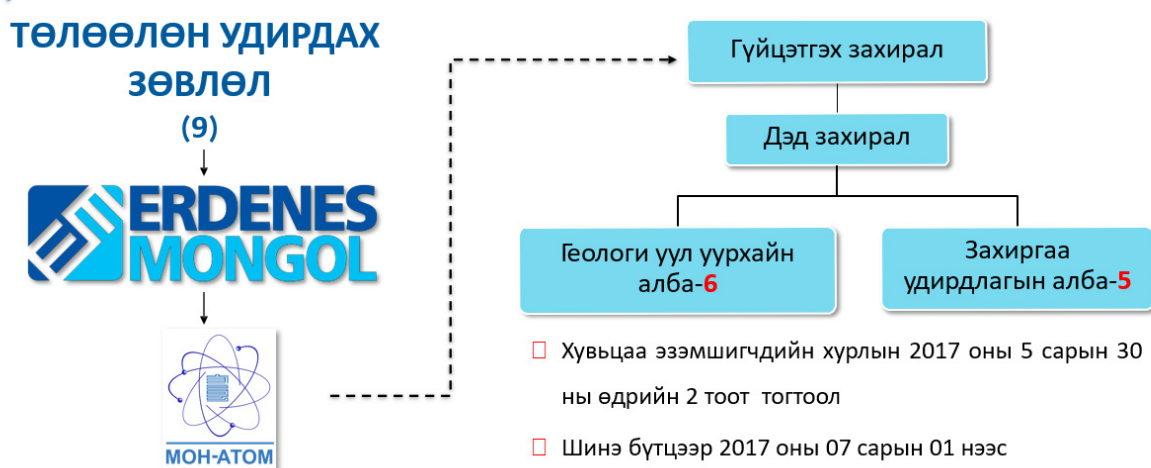 ТӨЛӨӨЛӨН УДИРДАХ
ЗӨВЛӨЛ
(9)
ERDENES
MONGOL
МОН-АТОМ
Гүйцэтгэх захирал
Дэд захирал
Геологи уул уурхайн
алба-6
Захиргаа
удирдлагын алба-5
Хувьцаа эзэмшигчдийн хурлын 2017 оны 5 сарын 30
ны өдрийн 2 тоот тогтоол
Шинэ бүтцээр 2017 оны 07 сарын 01 нээс